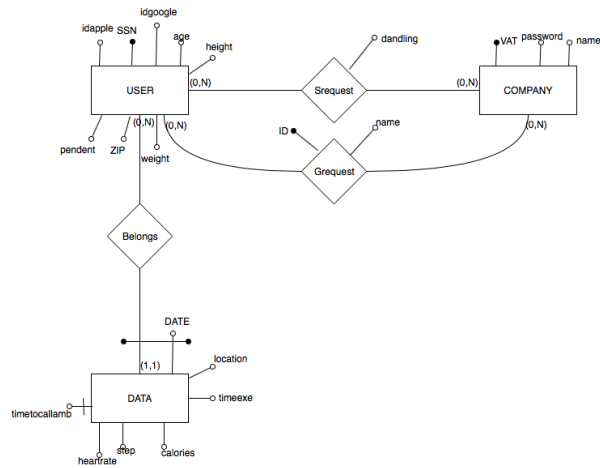 idgoogle
idapple
SSN
age
height
dandling
VAT
password
name
USER
(0,N)
Srequest
(0,N)
COMPANY
(0,N)
(0,N)
(0,N)
pendent
ZIP
weight
ID
name
Grequest
Belongs
DATE
(1,1)
location
DATA
timeexe
timetocallamb
heartrate
step
calories